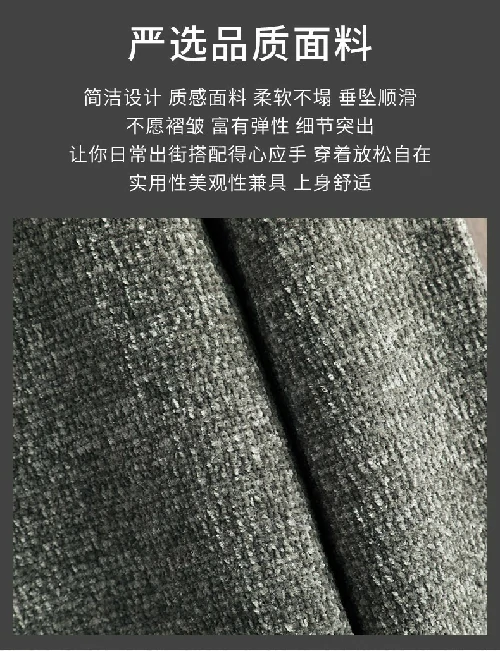 严选品质面料
简洁设计 质感面料 柔软不塌 垂坠顺滑
不愿褶皱 富有弹性 细节突出
让你日常出街搭配得心应手 穿着放松自在
实用性美观性兼具 上身舒适